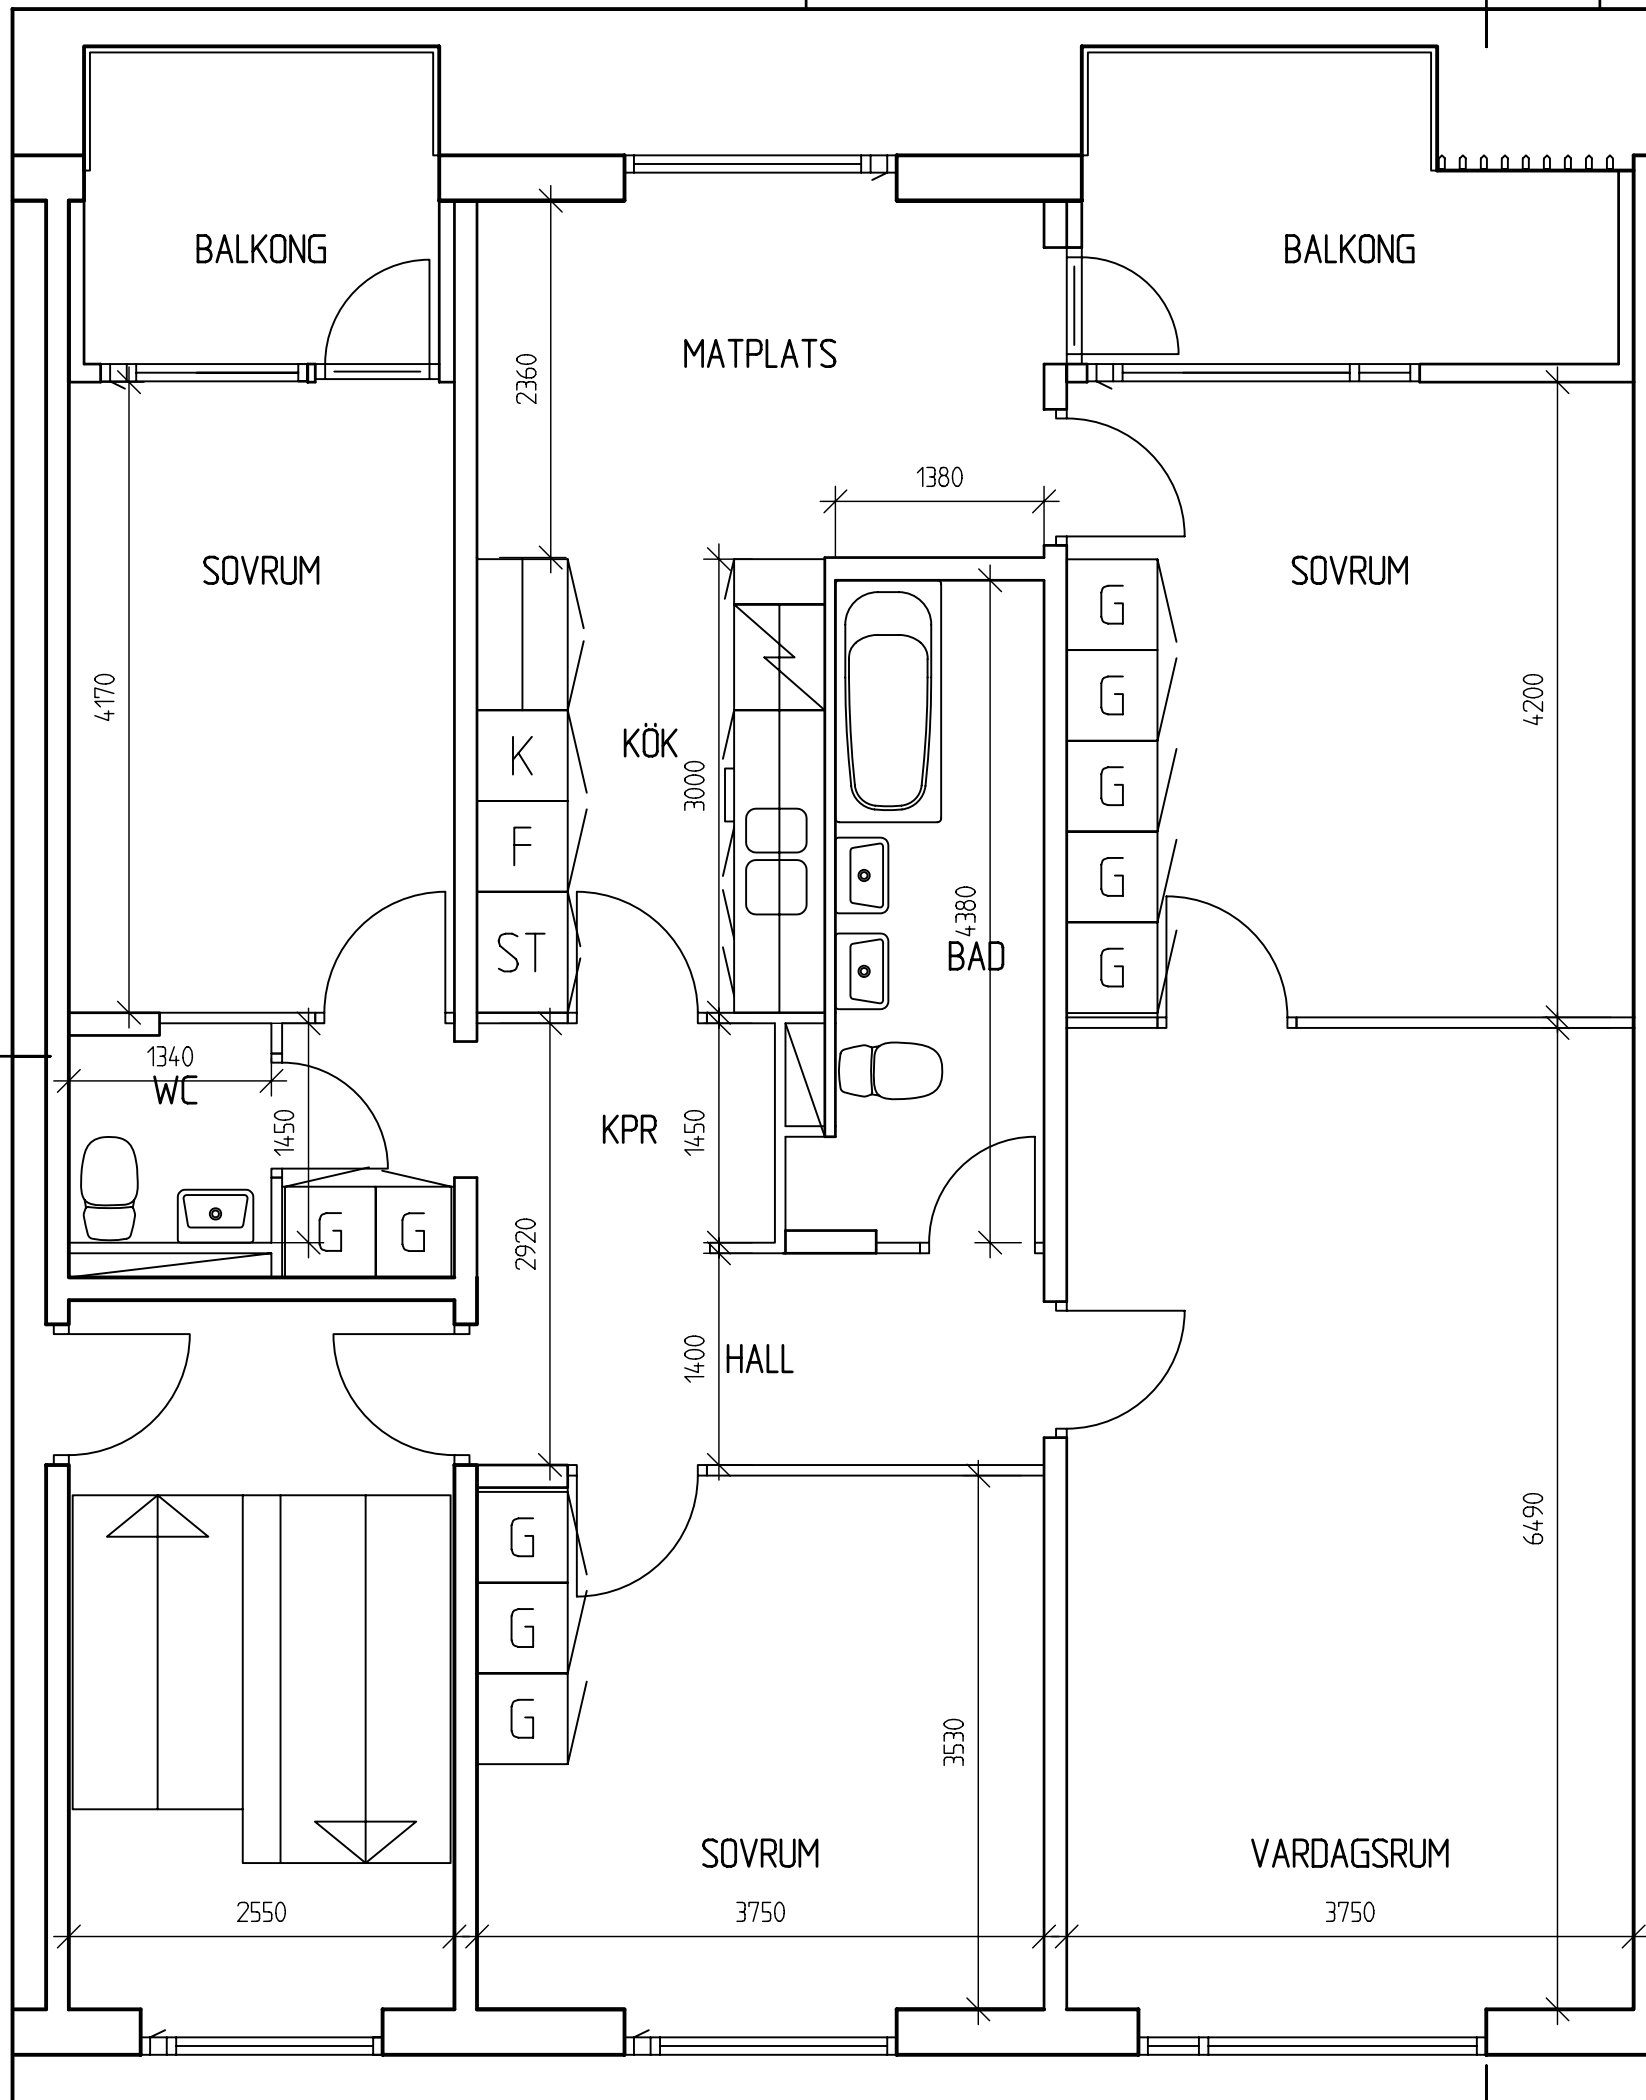 BALKONG
BALKONG
MATPLATS
2360
1380
SOVRUM
SOVRUM
G
4170
G
4200
KÖK
K
3000
G
F
G
4380
ST
BAD
G
1340
WC
1450
KPR
1450
G
G
2920
1400
HALL
G
6490
G
G
3530
SOVRUM
VARDAGSRUM
2550
3750
3750